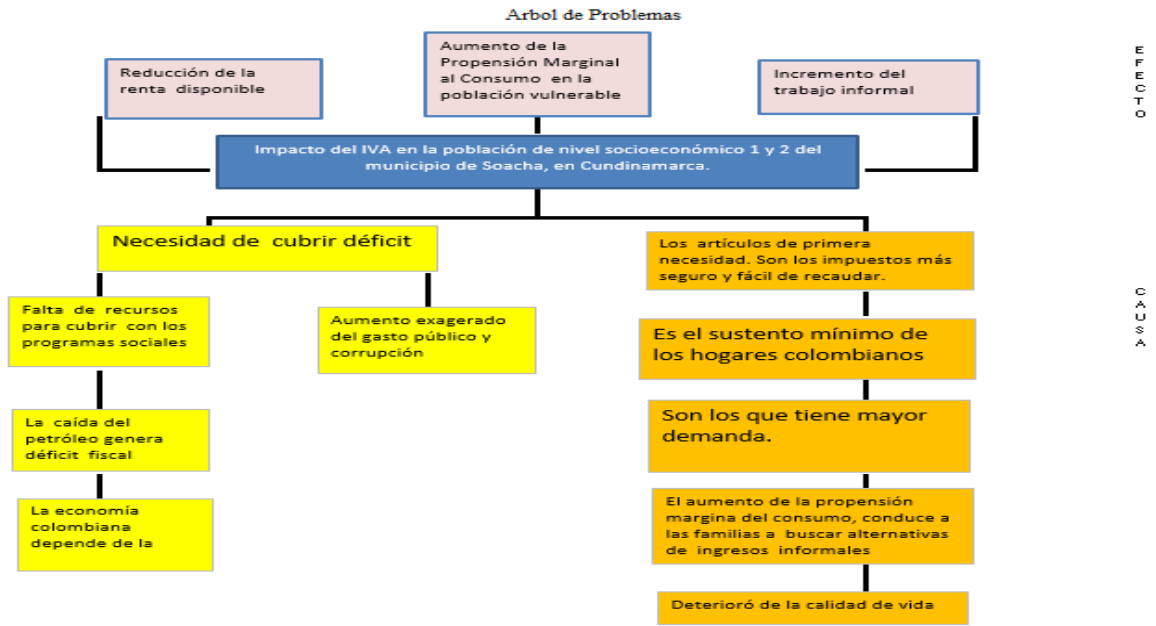 Arbol de Problemas
Reducción de la
renta disponible
Aumento de la
Propensión Marginal
al Consumo en la
población vulnerable
Incremento del
trabajo informal
E
F
E
C
T
O
Impacto del IVA en la población de nivel socioeconómico 1 y 2 del
municipio de Soacha, en Cundinamarca.
Necesidad de cubrir déficit
Falta de recursos
para cubrir con los
programas sociales
La caída del
petróleo genera
déficit fiscal
La economía
colombiana
depende de la
Aumento exagerado
del gasto público y
corrupción
Los artículos de primera
necesidad. Son los impuestos más
seguro y fácil de recaudar.
Es el sustento mínimo de
los hogares colombianos
Son los que tiene mayor
demanda.
El aumento de la propensión
margina del consumo, conduce a
las familias a buscar alternativas
de ingresos informales
Deterioró de la calidad de vida
C
A
U
S
A